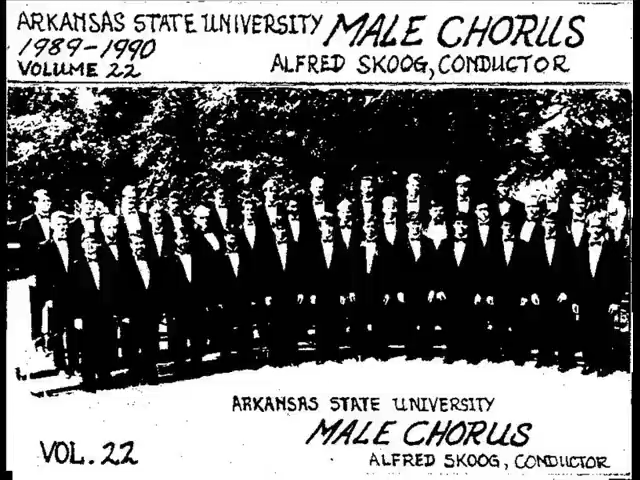 ARKANSAS STATE UNIVERSITY MALE CHORUS
1989-1990
VOLUME 22 ALFRED SKOOG, CONDUCTOR
ARKANSAS STATE UNIVERSITY
MALE CHORUS
VOL. 22
ALFRED SKOOG, CONDUCTOR